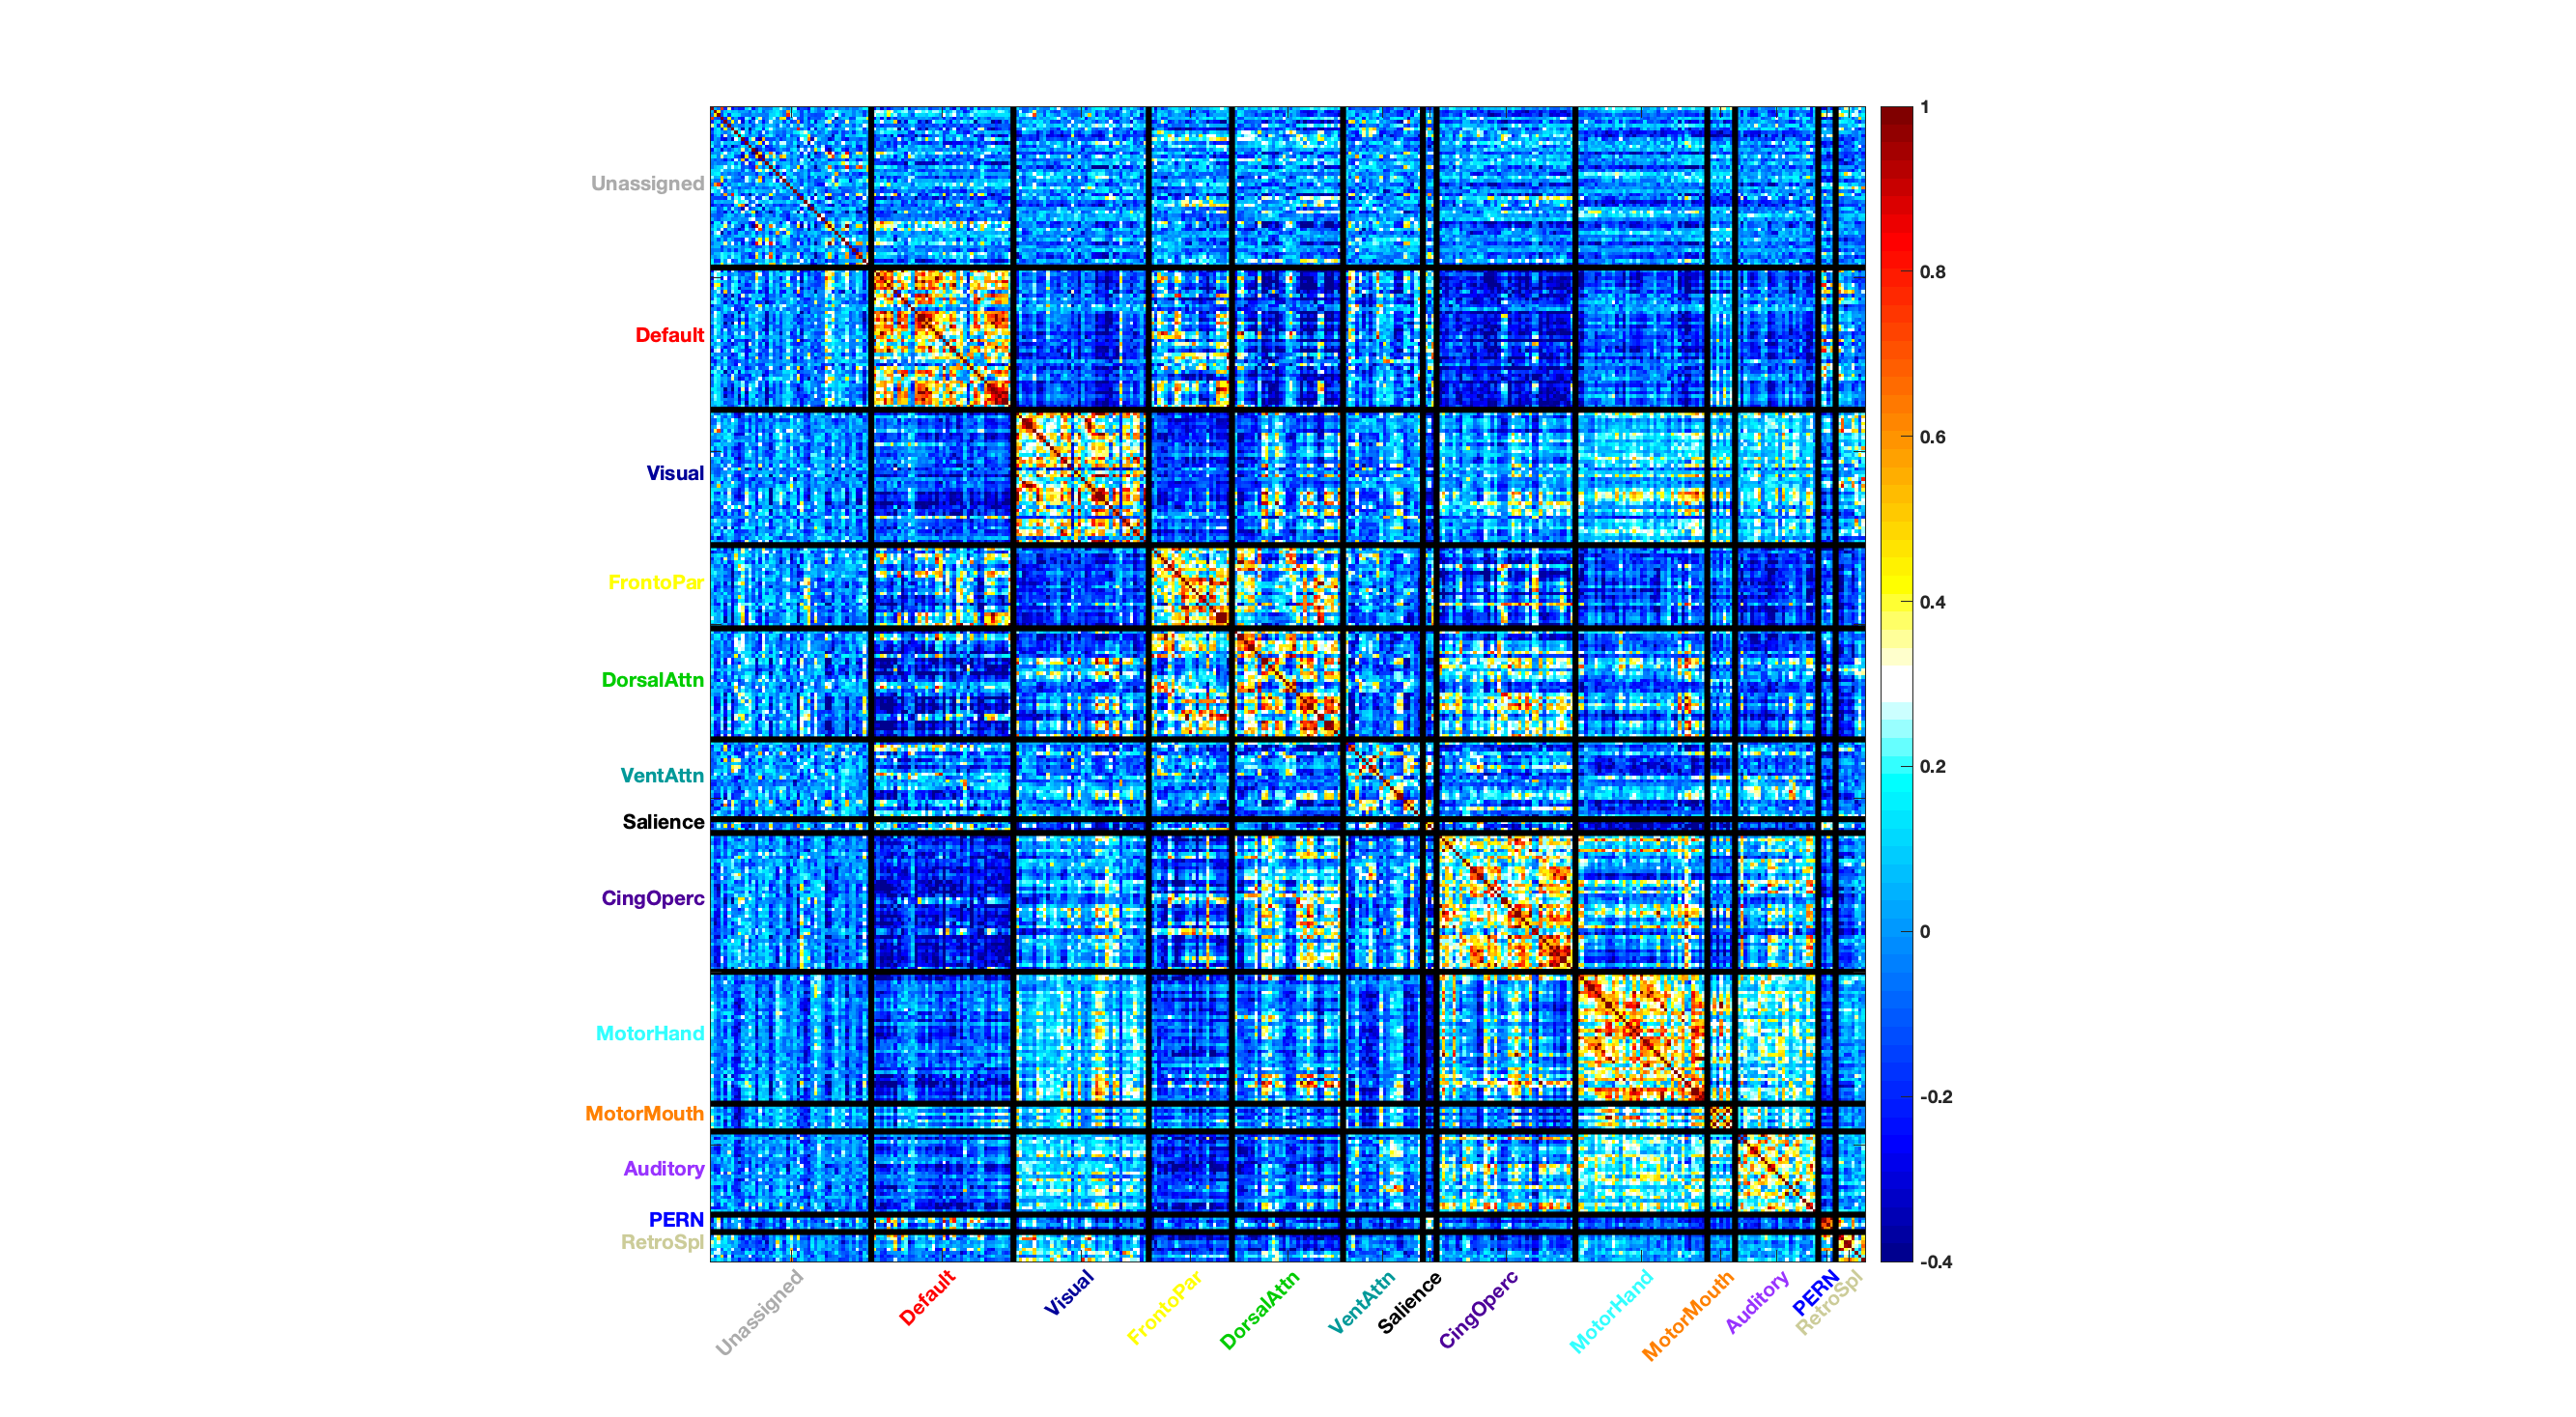 Unassigned
Default
Visual
FrontoPar
DorsalAttn
VentAttn
Salience
CingOperc
MotorHand
MotorMouth
Auditory
PERN
RetroSpl
Unassigned
Default
Visual
FrontoPar
DorsalAttn
VentAttn
Salience
CingOperc
MotorHand
MotorMouth
Auditory
PERN
RetroSpl
1
0.8
0.6
0.4
0.2
0
-0.2
-0.4